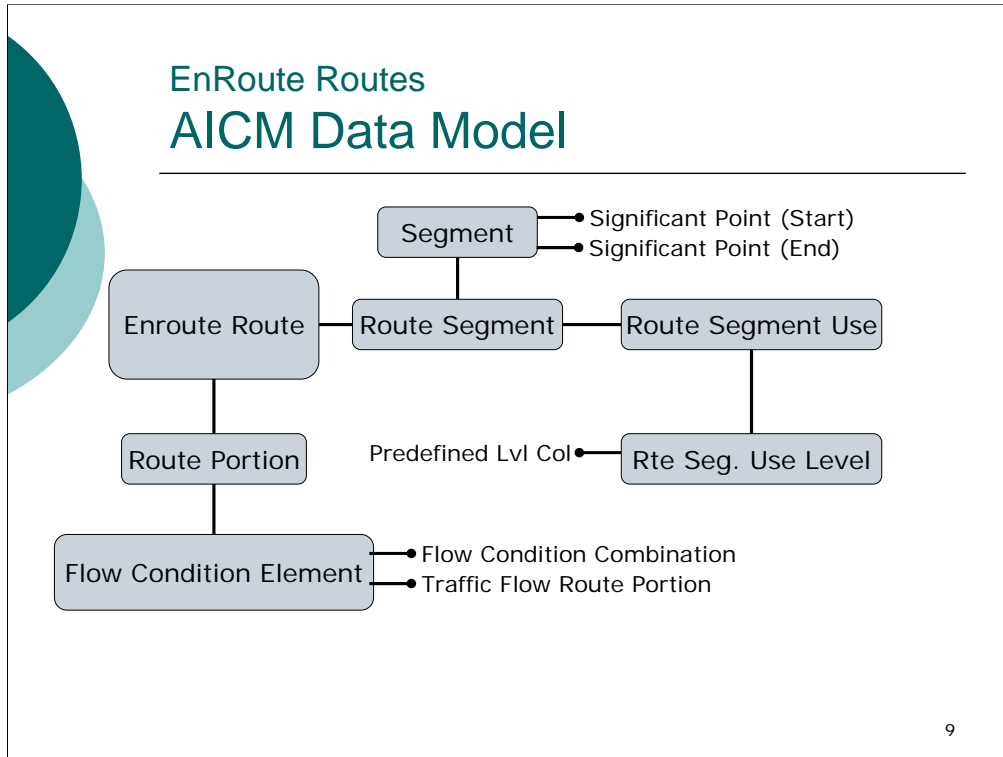 EnRoute Routes
AICM Data Model
Segment
Significant Point (Start)
Significant Point (End)
Enroute Route
Route Segment
Route Segment Use
Route Portion
Predefined Lvl Col
Rte Seg. Use Level
Flow Condition Element
Flow Condition Combination
Traffic Flow Route Portion
9